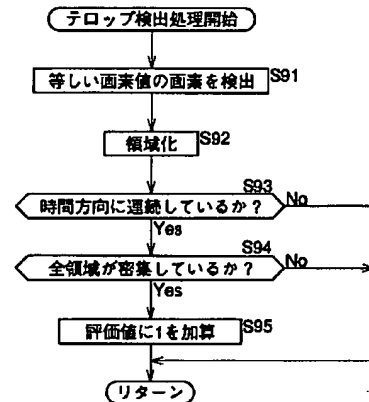 テロップ検出処理開始
等しい画素値の画素を検出 S91
領域化 S92
S93
時間方向に連続しているか? No
Yes
S94
全領域が密集しているか? No
Yes
評価値に1を加算 S95
リターン